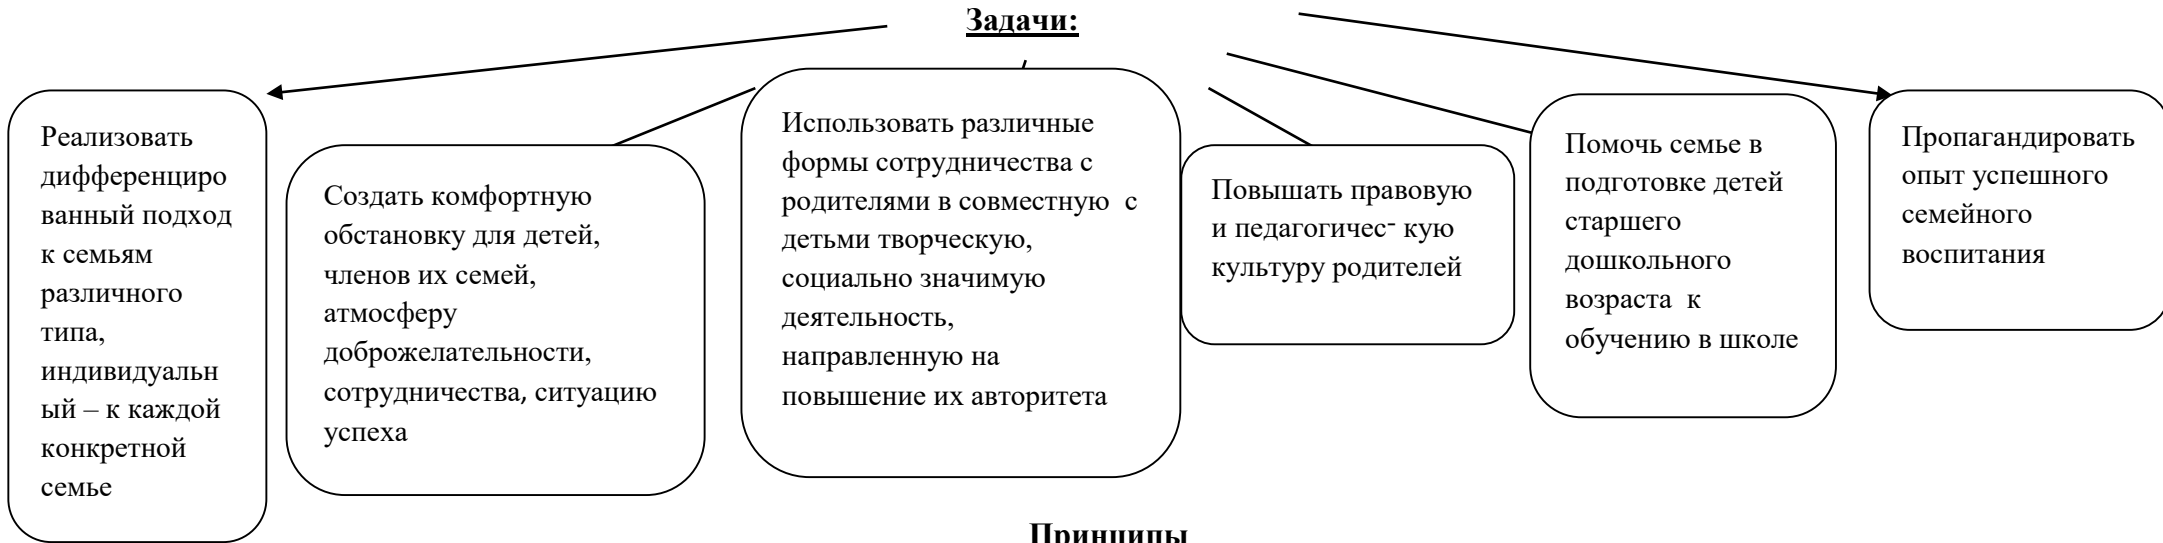 Задачи:
Реализовать
дифференциро
ванный подход
к семьям
различного
типа,
индивидуальн
ый – к каждой
конкретной
семье
Создать комфортную
обстановку для детей,
членов их семей,
атмосферу
доброжелательности,
сотрудничества, ситуацию
успеха
Использовать различные
формы сотрудничества с
родителями в совместную с
детьми творческую,
социально значимую
деятельность,
направленную на
повышение их авторитета
Повышать правовую
и педагогичес- кую
культуру родителей
Помочь семье в
подготовке детей
старшего
дошкольного
возраста к
обучению в школе
Пропагандировать
опыт успешного
семейного
воспитания
Принципы